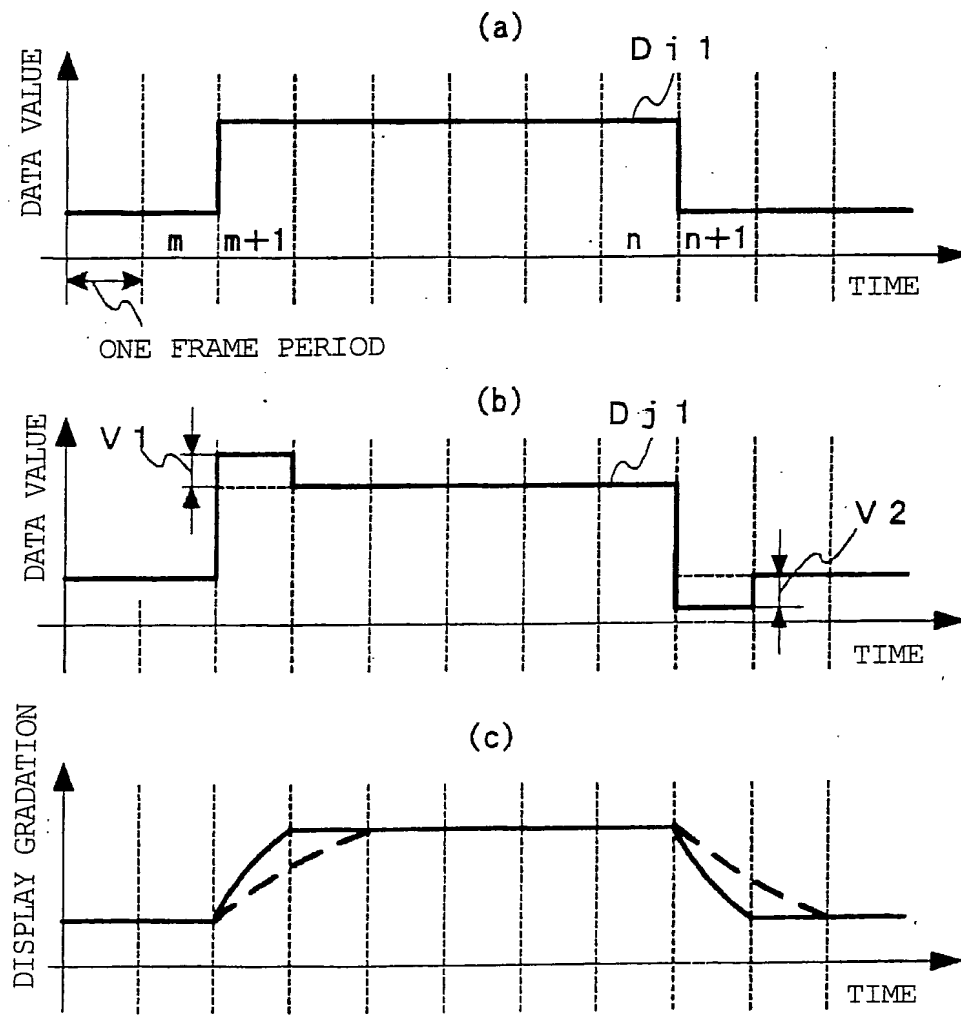 (a)
D i 1
DATA VALUE
m
m+1
n
n+1
TIME
ONE FRAME PERIOD
(b)
V 1
D j 1
V 2
DATA VALUE
TIME
(c)
DISPLAY GRADATION
TIME